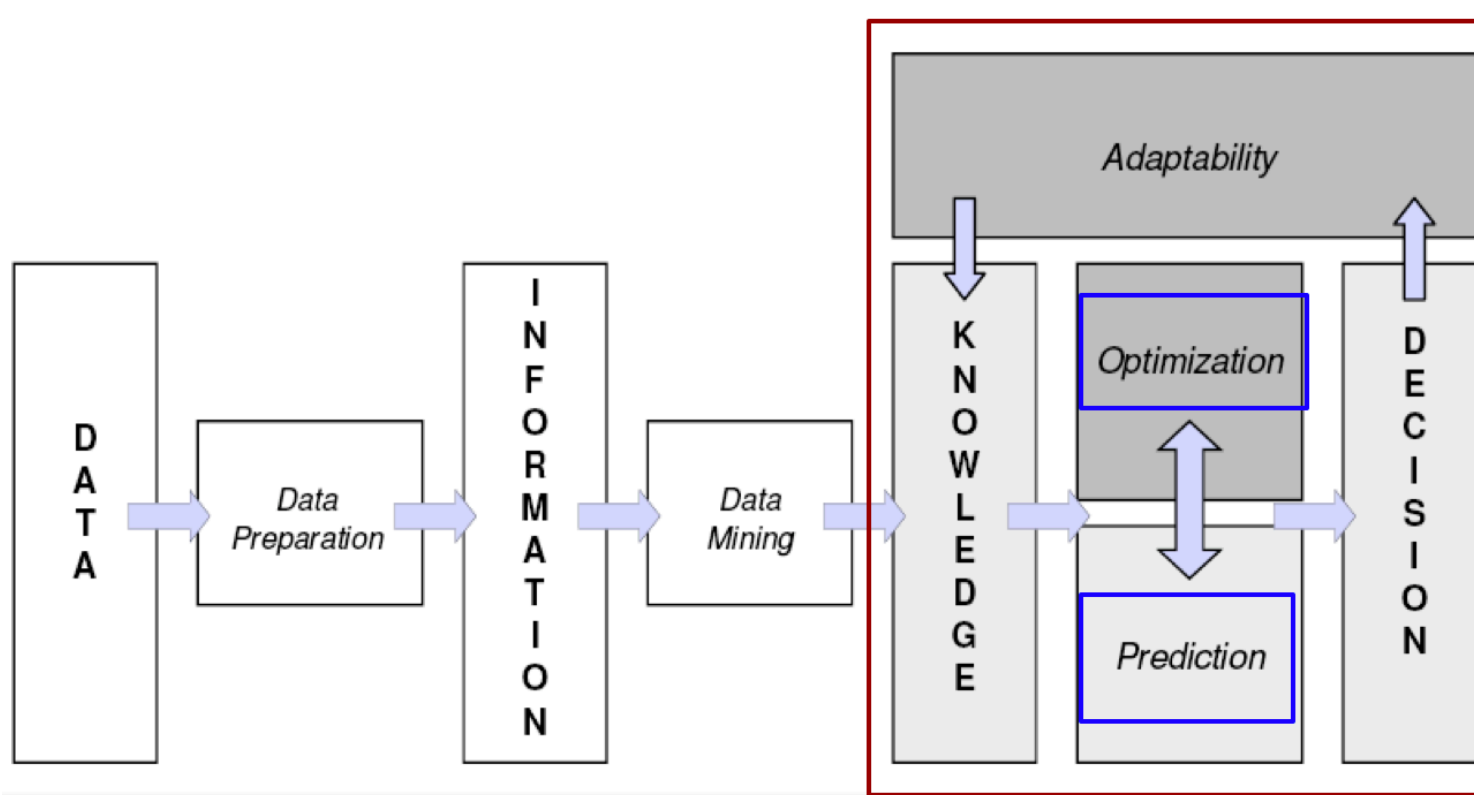 DATA
Data
Preparation
INFORMATION
Data
Mining
Adaptability
KNOWLEDGE
Optimization
Prediction
DECISION